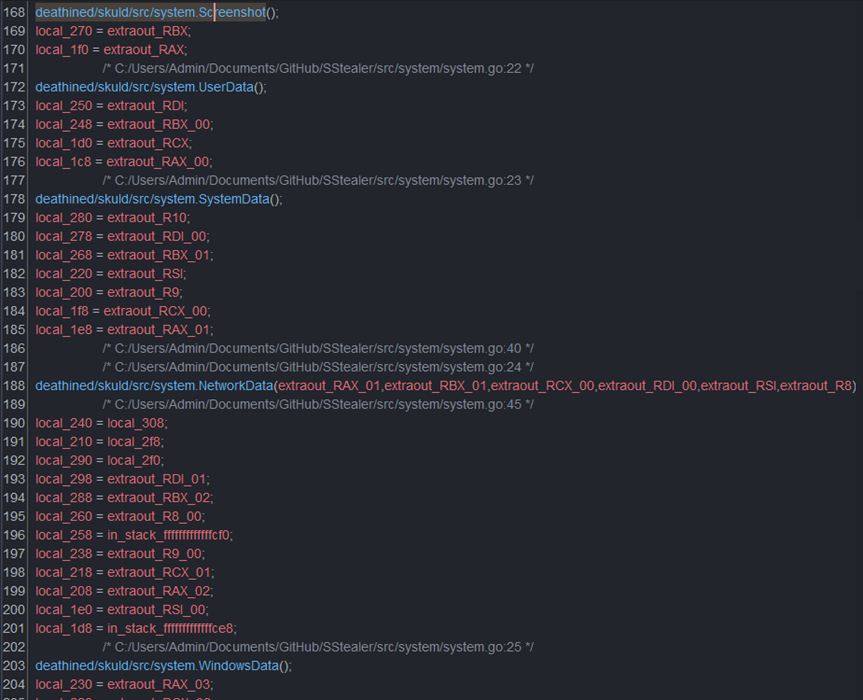 168 deathined/skuld/src/system.Screenshot();
169 local_270 = extraout_RBX;
170 local_1f0 = extraout_RAX;
171 /* C:/Users/Admin/Documents/GitHub/SStealer/src/system/system.go:22 */
172 deathined/skuld/src/system.UserData();
173 local_250 = extraout_RDI;
174 local_248 = extraout_RBX_00;
175 local_1d0 = extraout_RCX;
176 local_1c8 = extraout_RAX_00;
177 /* C:/Users/Admin/Documents/GitHub/SStealer/src/system/system.go:23 */
178 deathined/skuld/src/system.SystemData();
179 local_280 = extraout_R10;
180 local_278 = extraout_RDI_00;
181 local_268 = extraout_RBX_01;
182 local_220 = extraout_RSI;
183 local_200 = extraout_R9;
184 local_1f8 = extraout_RCX_00;
185 local_1e8 = extraout_RAX_01;
186 /* C:/Users/Admin/Documents/GitHub/SStealer/src/system/system.go:40 */
187 /* C:/Users/Admin/Documents/GitHub/SStealer/src/system/system.go:24 */
188 deathined/skuld/src/system.NetworkData(extraout_RAX_01,extraout_RBX_01,extraout_RCX_00,extraout_RDI_00,extraout_RSI,extraout_R8)
189 /* C:/Users/Admin/Documents/GitHub/SStealer/src/system/system.go:45 */
190 local_240 = local_308;
191 local_210 = local_2f8;
192 local_290 = local_2f0;
193 local_298 = extraout_RDI_01;
194 local_288 = extraout_RBX_02;
195 local_260 = extraout_R8_00;
196 local_258 = in_stack_fffffffffffffcf0;
197 local_238 = extraout_R9_00;
198 local_218 = extraout_RCX_01;
199 local_208 = extraout_RAX_02;
200 local_1e0 = extraout_RSI_00;
201 local_1d8 = in_stack_fffffffffffffce8;
202 /* C:/Users/Admin/Documents/GitHub/SStealer/src/system/system.go:25 */
203 deathined/skuld/src/system.WindowsData();
204 local_230 = extraout_RAX_03;